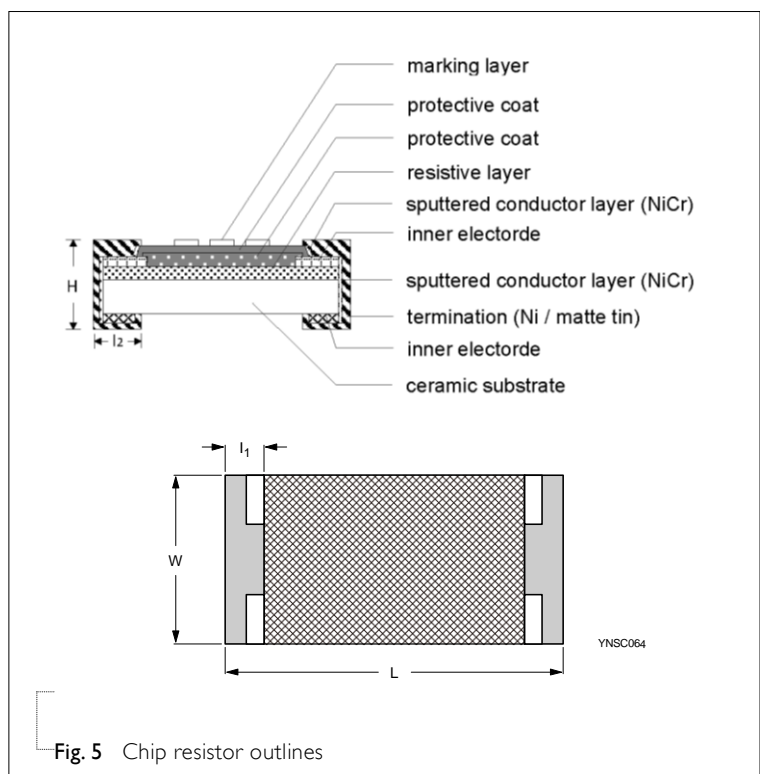 marking layer
protective coat
protective coat
resistive layer
sputtered conductor layer (NiCr)
inner electorde
sputtered conductor layer (NiCr)
termination (Ni / matte tin)
inner electorde
ceramic substrate
H
l₂
l₁
W
YNSC064
L
Fig. 5 Chip resistor outlines